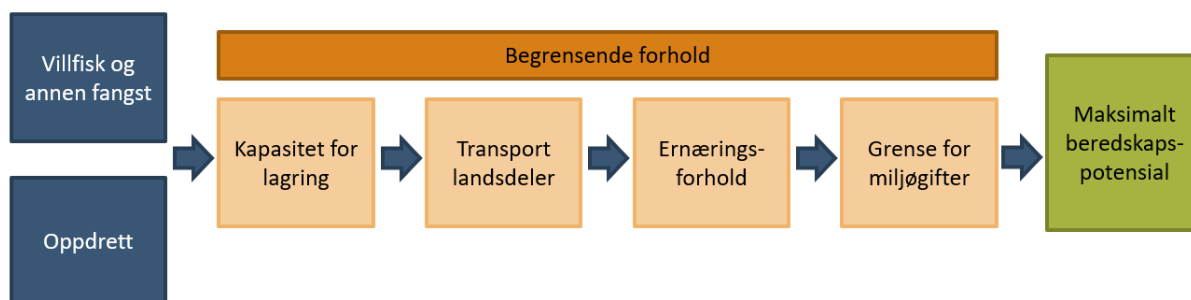 Villfisk og
annen fangst
Oppdrett
Begrensende forhold
Kapasitet for
lagring
Transport
landsdeler
Ernærings-
forhold
Grense for
miljøgifter
Maksimalt
beredskaps-
potensial